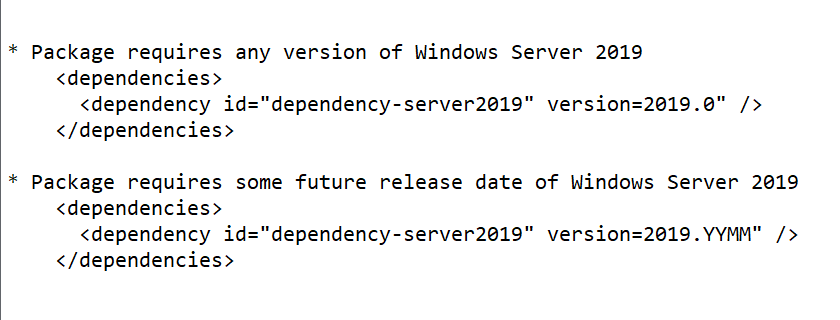 * Package requires any version of Windows Server 2019
<dependencies>
<dependency id="dependency-server2019" version=2019.0" />
</dependencies>
* Package requires some future release date of Windows Server 2019
<dependencies>
<dependency id="dependency-server2019" version=2019.YYMM" />
</dependencies>